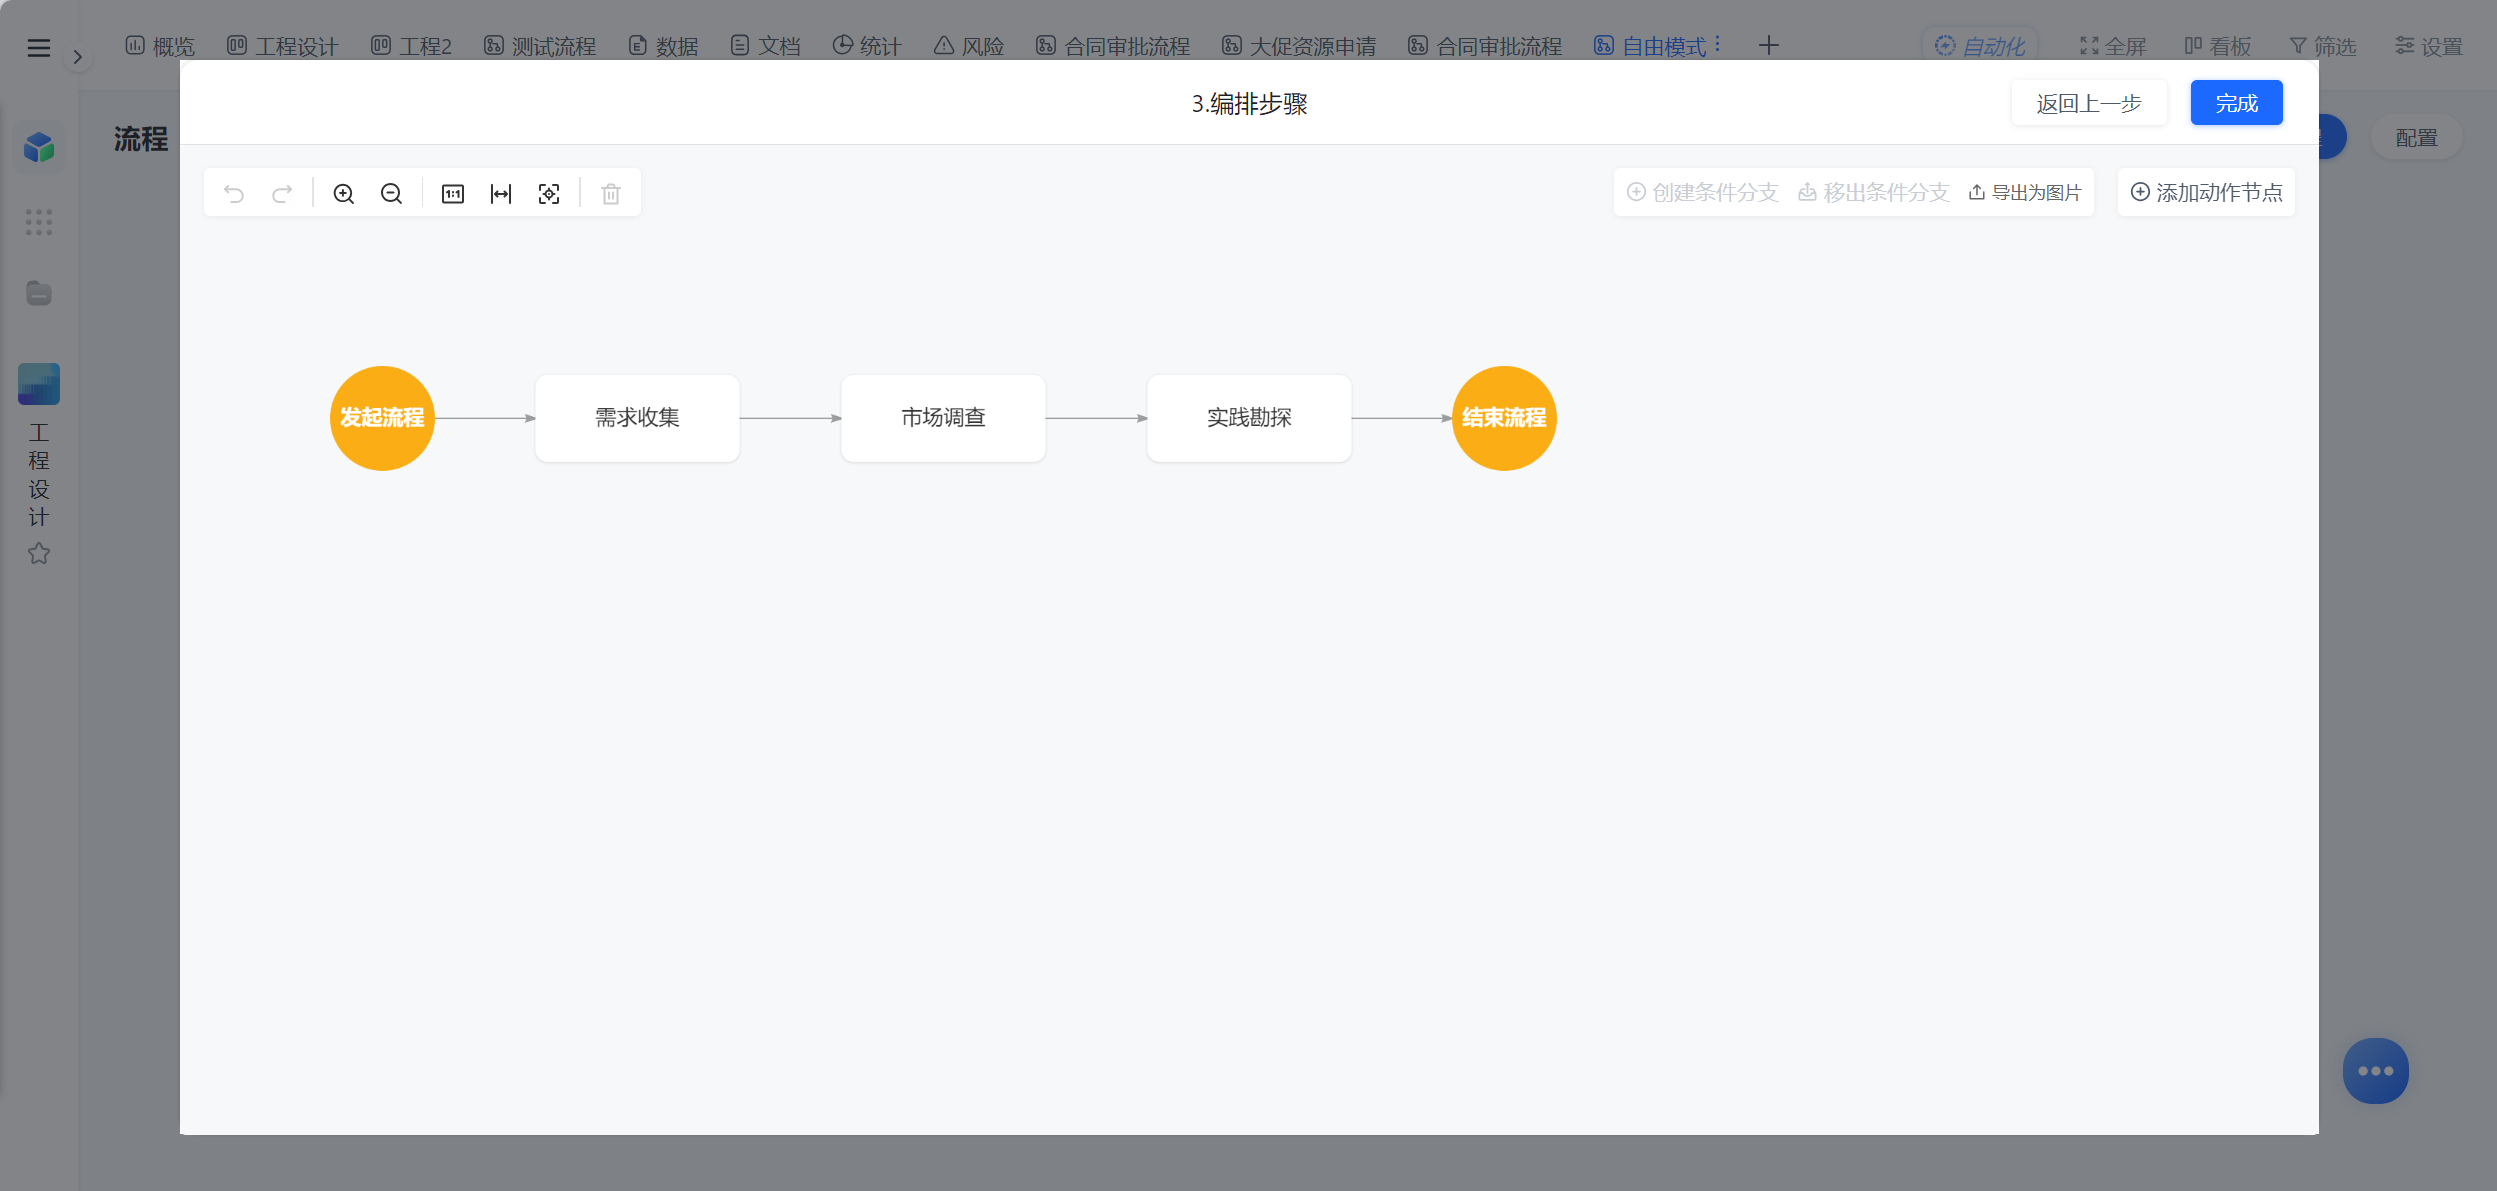 概览 工程设计 工程2 测试流程 数据 文档 统计 风险 合同审批流程 大促资源申请 合同审批流程 自由模式 自动化 全屏 看板 筛选 设置
3.编排步骤 返回上一步 完成
流程 配置
1:1 创建条件分支 移出条件分支 导出为图片 添加动作节点
发起流程 需求收集 市场调查 实践勘探 结束流程
工
程
设
计